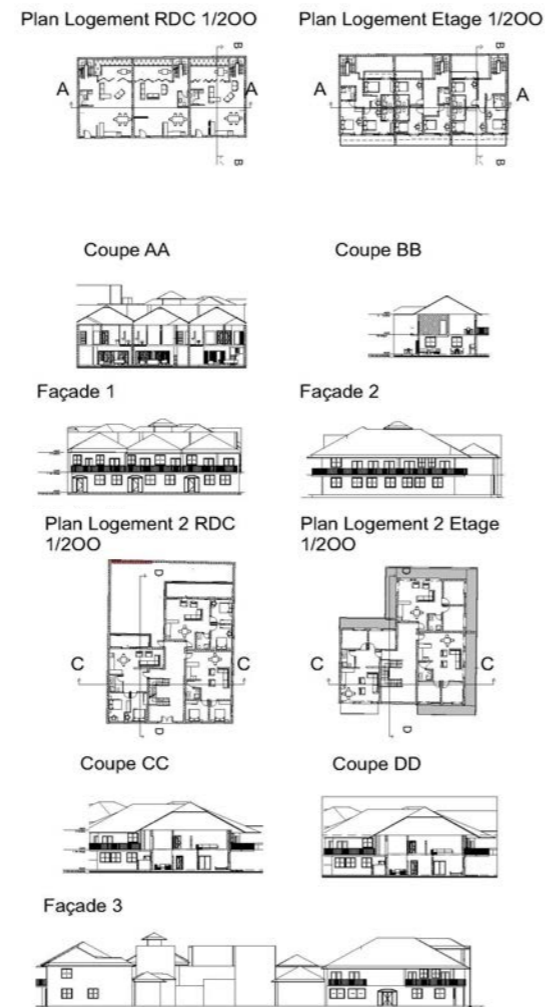 Plan Logement RDC 1/2OO
Plan Logement Etage 1/2OO
B
A
A
B
B
A
A
B
Coupe AA
Coupe BB
Façade 1
Façade 2
Plan Logement 2 RDC
1/2OO
Plan Logement 2 Etage
1/2OO
D
C
C
D
D
C
C
D
Coupe CC
Coupe DD
Façade 3